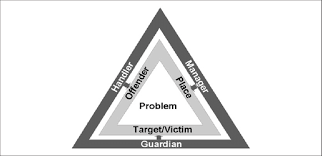 Handler
Manager
Offender
Place
Problem
Target/Victim
Guardian